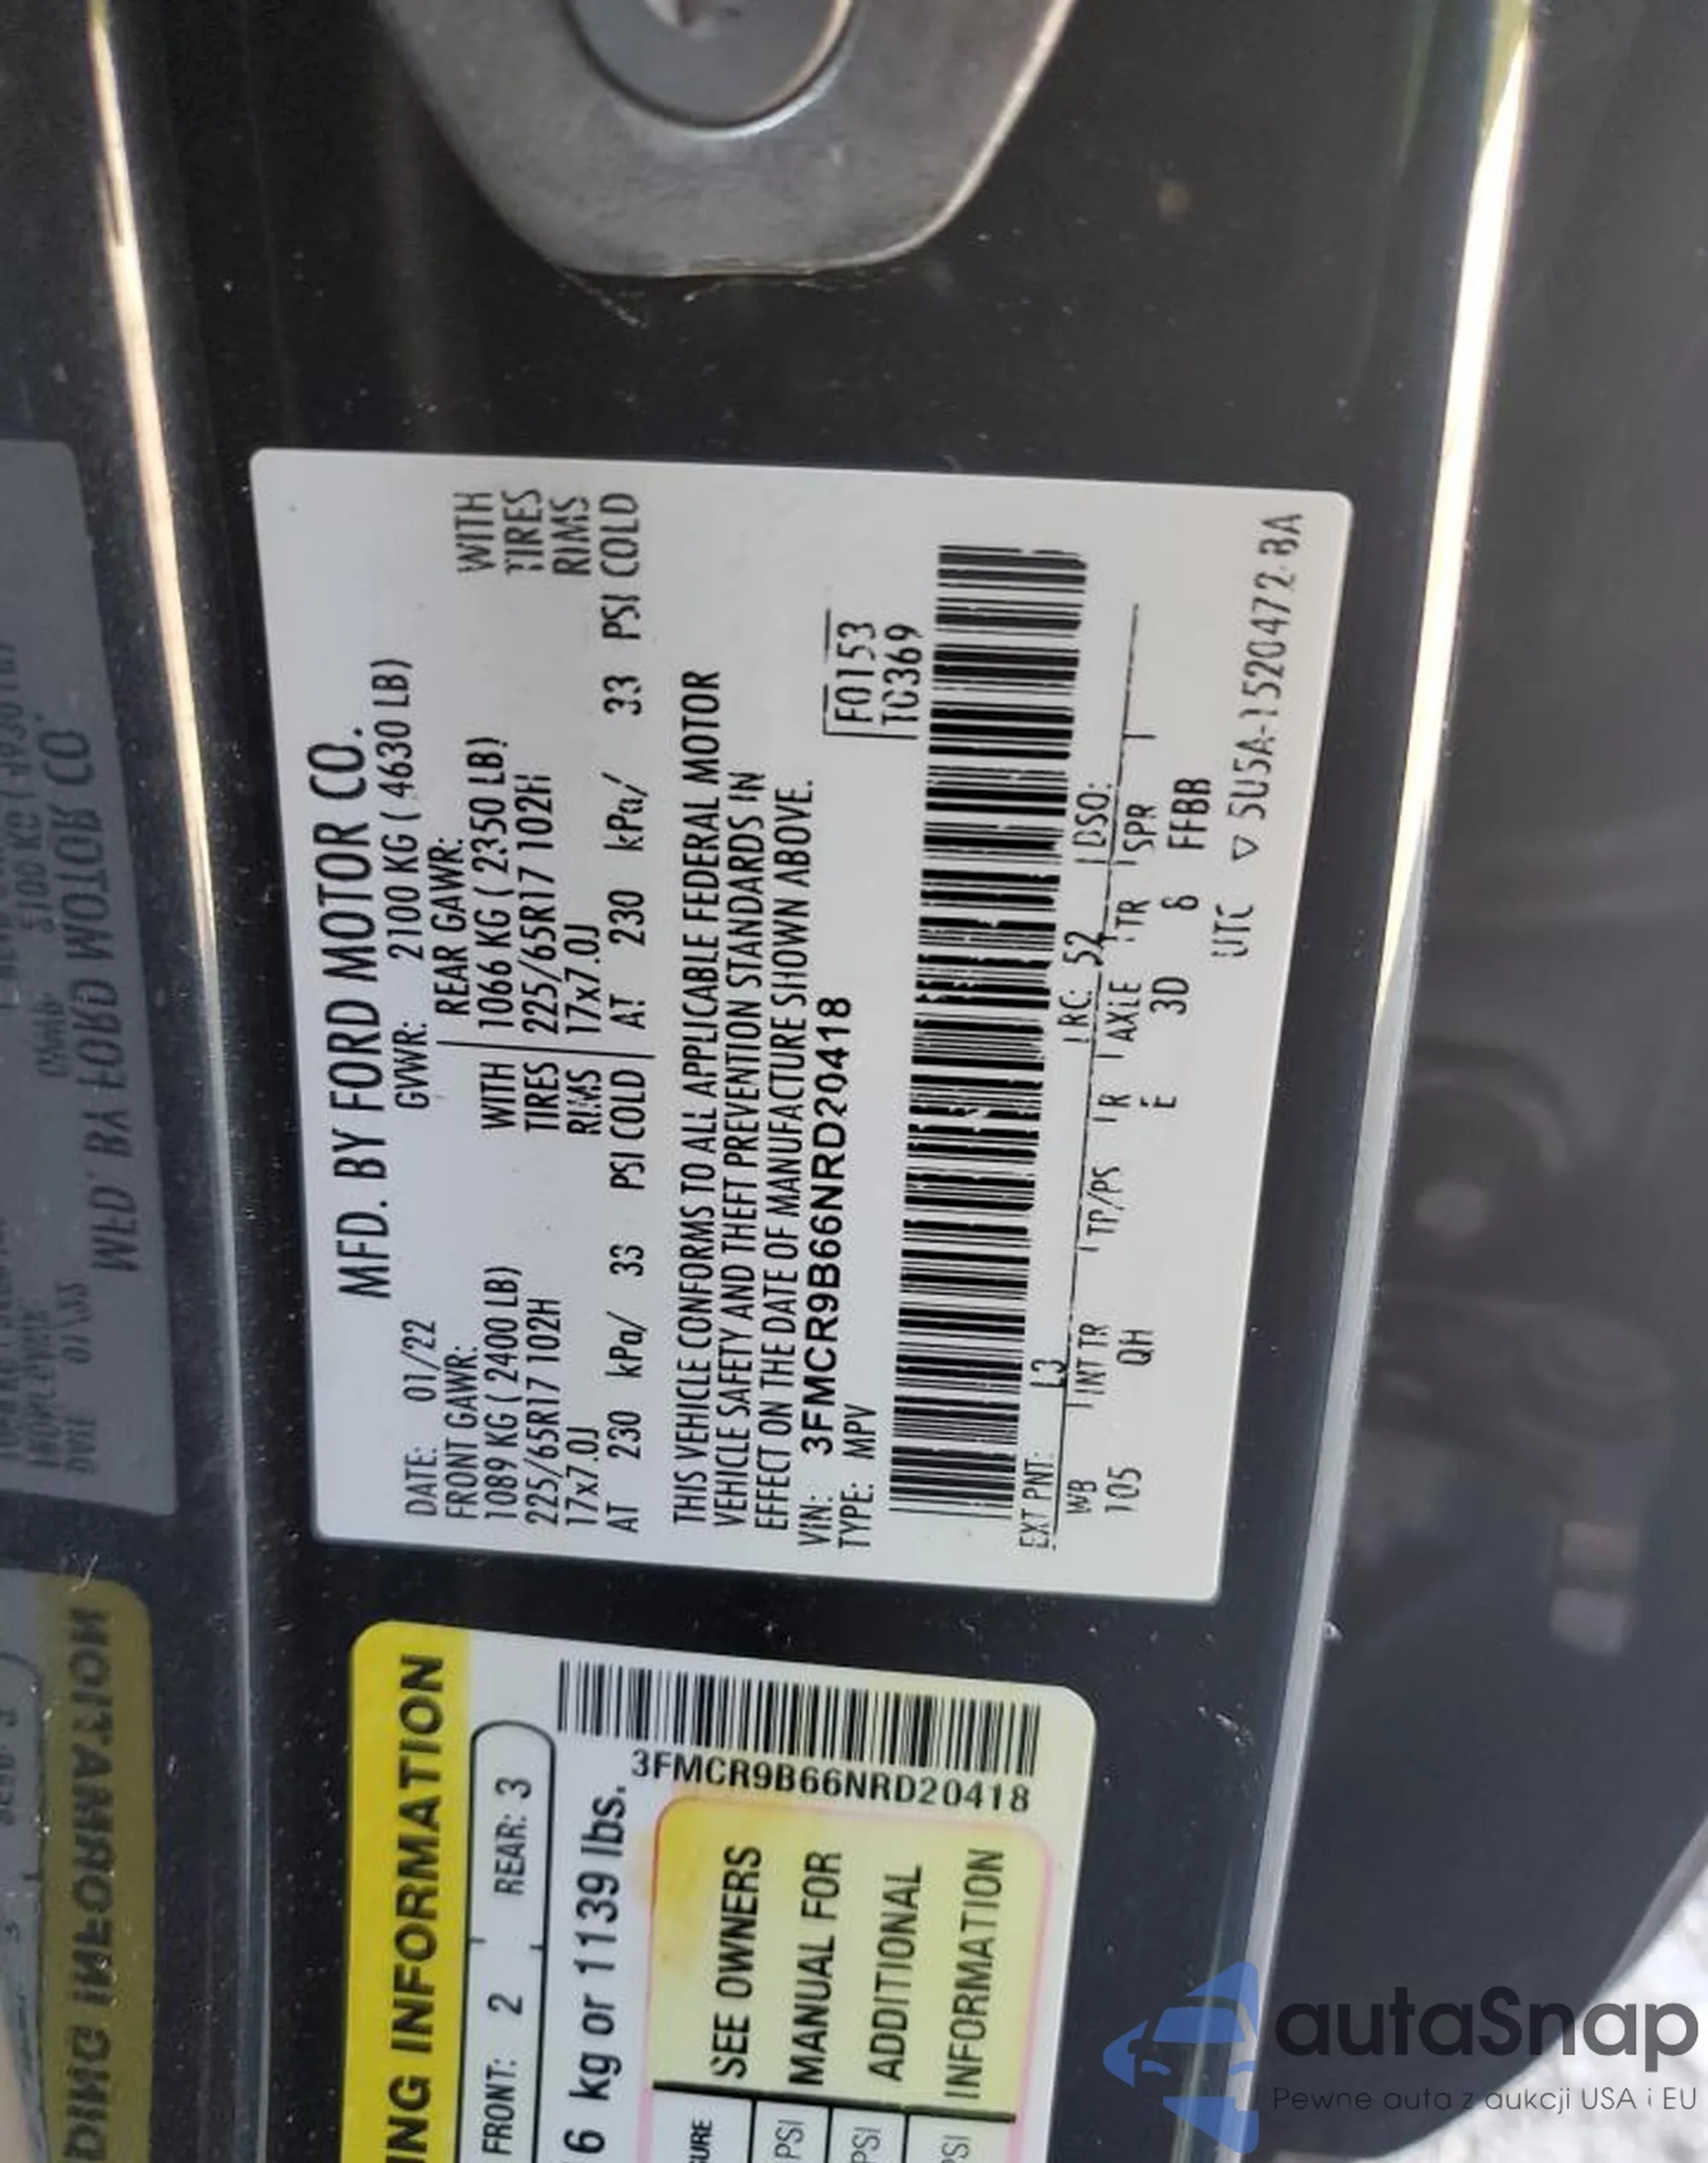 MFD. BY FORD MOTOR CO.
DATE: 01/22 GVWR: 2100 KG ( 4630 LB)
FRONT GAWR: REAR GAWR:
1089 KG ( 2400 LB) WITH 1066 KG ( 2350 LB) WITH
225/65R17 102H TIRES 225/65R17 102H TIRES
17x7.0J RIMS 17x7.0J RIMS
AT 230 kPa/ 33 PSI COLD AT 230 kPa/ 33 PSI COLD
THIS VEHICLE CONFORMS TO ALL APPLICABLE FEDERAL MOTOR
VEHICLE SAFETY AND THEFT PREVENTION STANDARDS IN
EFFECT ON THE DATE OF MANUFACTURE SHOWN ABOVE.
VIN: 3FMCR9B66NRD20418 F0153
TYPE: MPV T0369
EXT PNT: L3 RC: 52 DSO:
WB INT TR TP/PS R AXLE TR SPR
105 QH E 3D 8 FFBB
UTC ▽ 5U5A-1520472-BA
ING INFORMATION
FRONT: 2 REAR: 3
6 kg or 1139 lbs.
3FMCR9B66NRD20418
SEE OWNERS
MANUAL FOR
ADDITIONAL
INFORMATION
URE
PSI
PSI
PSI
autaSnap
Pewne auta z aukcji USA i EU